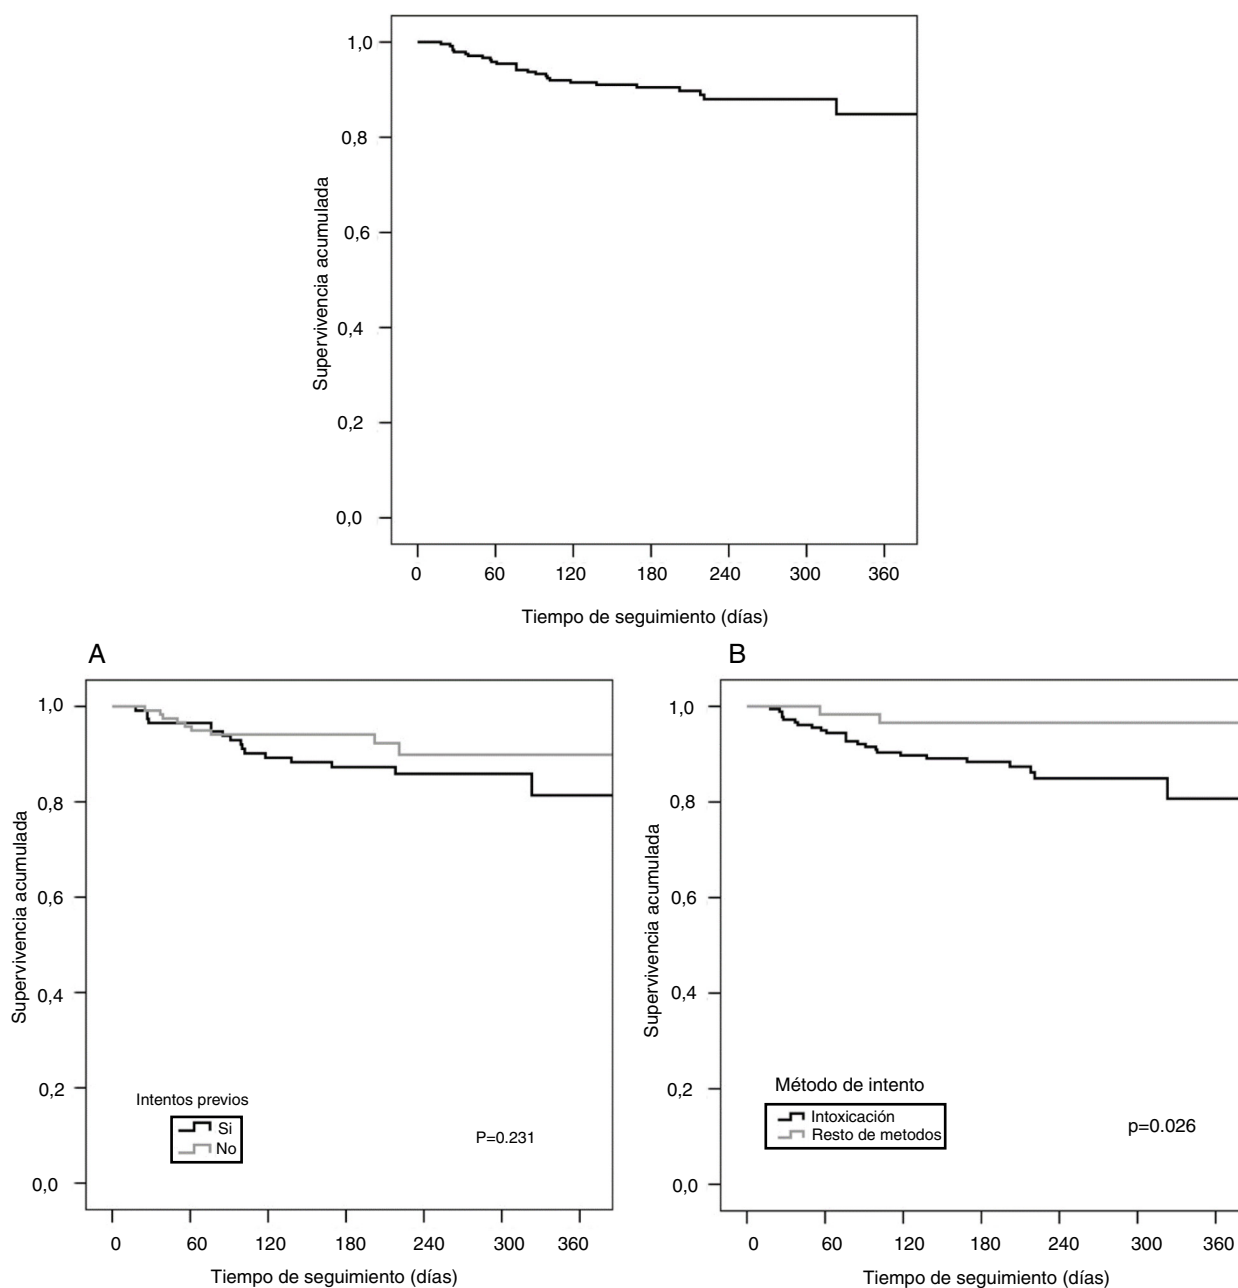 1,0
0,8
0,6
0,4
0,2
0,0
Supervivencia acumulada
0 60 120 180 240 300 360
Tiempo de seguimiento (días)
A
1,0
0,8
0,6
0,4
0,2
0,0
Supervivencia acumulada
Intentos previos
Si
No
P=0.231
0 60 120 180 240 300 360
Tiempo de seguimiento (días)
B
1,0
0,8
0,6
0,4
0,2
0,0
Supervivencia acumulada
Método de intento
Intoxicación
Resto de metodos
p=0.026
0 60 120 180 240 300 360
Tiempo de seguimiento (días)